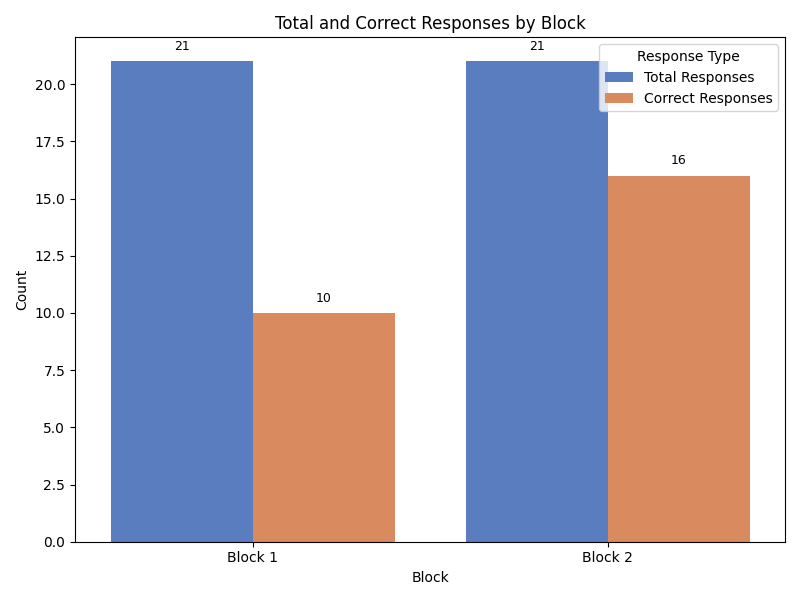 Total and Correct Responses by Block
21
21
Response Type
Total Responses
Correct Responses
16
10
20.0
17.5
15.0
12.5
10.0
7.5
5.0
2.5
0.0
Count
Block 1
Block 2
Block